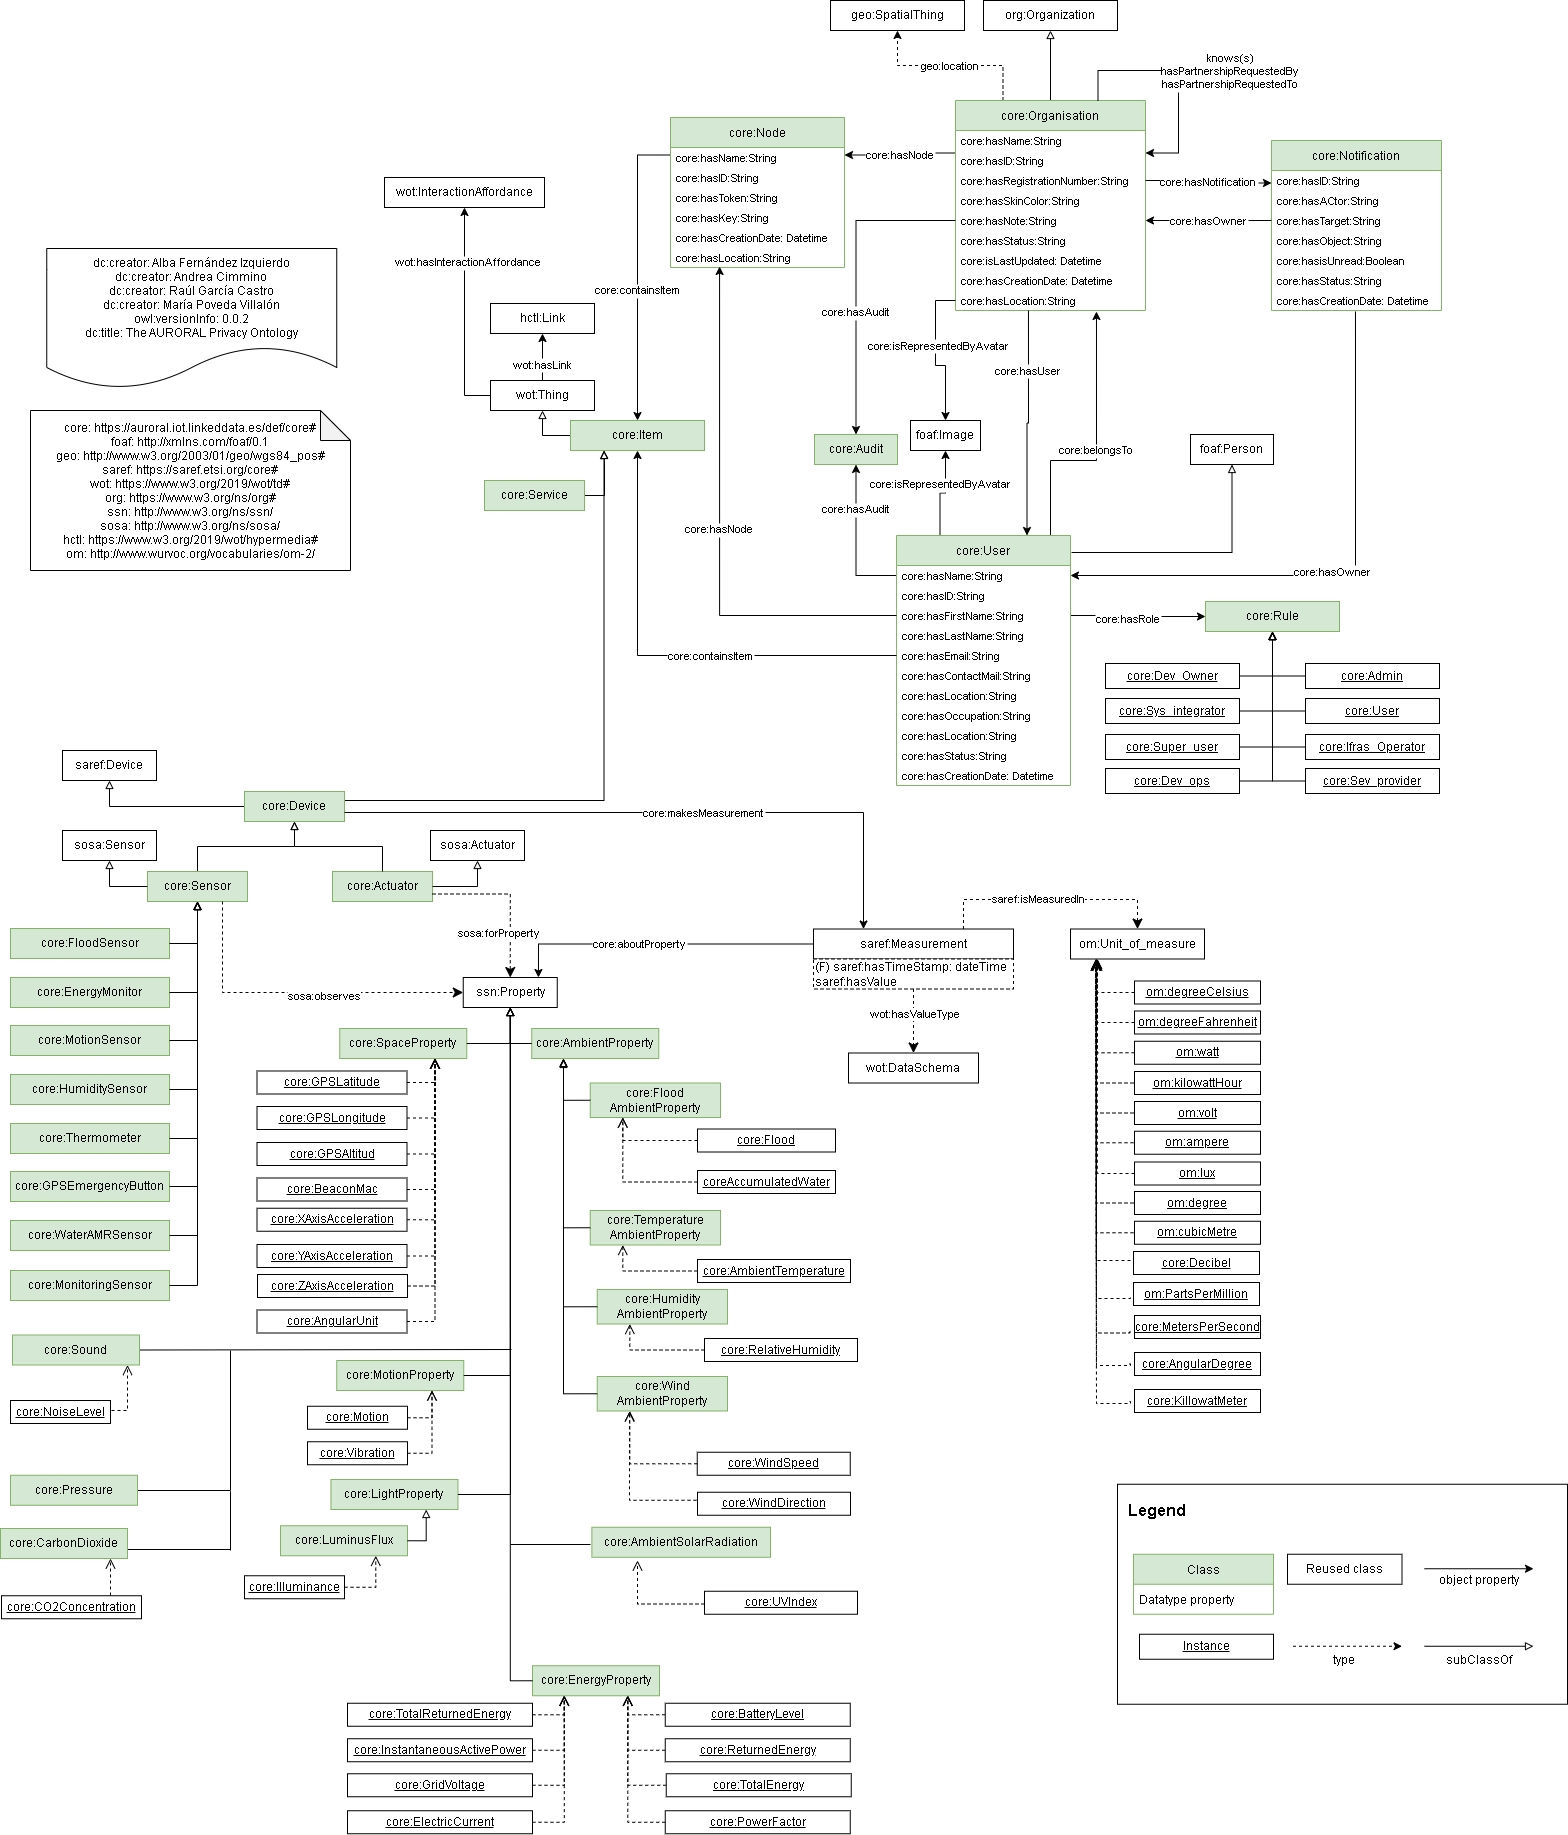 geo:SpatialThing
org:Organization
geo:location
knows(s)
hasPartnershipRequestedBy
hasPartnershipRequestedTo
core:Organisation
core:hasName:String
core:hasID:String
core:hasRegistrationNumber:String
core:hasSkinColor:String
core:hasNote:String
core:hasStatus:String
core:isLastUpdated: Datetime
core:hasCreationDate: Datetime
core:hasLocation:String
core:Node
core:hasName:String
core:hasID:String
core:hasToken:String
core:hasKey:String
core:hasCreationDate: Datetime
core:hasLocation:String
core:hasNode
core:Notification
core:hasID:String
core:hasACtor:String
core:hasTarget:String
core:hasObject:String
core:hasisUnread:Boolean
core:hasStatus:String
core:hasCreationDate: Datetime
core:hasNotification
core:hasOwner
wot:InteractionAffordance
wot:hasInteractionAffordance
hctl:Link
wot:hasLink
wot:Thing
core:containsItem
core:Item
core:Service
dc:creator: Alba Fernández Izquierdo
dc:creator: Andrea Cimmino
dc:creator: Raúl García Castro
dc:creator: María Poveda Villalón
owl:versionInfo: 0.0.2
dc:title: The AURORAL Privacy Ontology
core: https://auroral.iot.linkeddata.es/def/core#
foaf: http://xmlns.com/foaf/0.1
geo: http://www.w3.org/2003/01/geo/wgs84_pos#
saref: https://saref.etsi.org/core#
wot: https://www.w3.org/2019/wot/td#
org: https://www.w3.org/ns/org#
ssn: http://www.w3.org/ns/ssn/
sosa: http://www.w3.org/ns/sosa/
hctl: https://www.w3.org/2019/wot/hypermedia#
om: http://www.wurvoc.org/vocabularies/om-2/
core:hasAudit
core:isRepresentedByAvatar
core:hasUser
core:Audit
foaf:Image
core:belongsTo
foaf:Person
core:isRepresentedByAvatar
core:hasAudit
core:hasNode
core:hasOwner
core:User
core:hasName:String
core:hasID:String
core:hasFirstName:String
core:hasLastName:String
core:hasEmail:String
core:hasContactMail:String
core:hasLocation:String
core:hasOccupation:String
core:hasLocation:String
core:hasStatus:String
core:hasCreationDate: Datetime
core:containsItem
core:hasRole
core:Rule
core:Dev_Owner
core:Admin
core:Sys_integrator
core:User
core:Super_user
core:Ifras_Operator
core:Dev_ops
core:Sev_provider
saref:Device
core:Device
core:makesMeasurement
sosa:Sensor
sosa:Actuator
core:Sensor
core:Actuator
sosa:forProperty
sosa:observes
core:aboutProperty
ssn:Property
saref:Measurement
(F) saref:hasTimeStamp: dateTime
saref:hasValue
saref:isMeasuredIn
wot:hasValueType
wot:DataSchema
om:Unit_of_measure
om:degreeCelsius
om:degreeFahrenheit
om:watt
om:kilowattHour
om:volt
om:ampere
om:lux
om:degree
om:cubicMetre
core:Decibel
om:PartsPerMillion
core:MetersPerSecond
core:AngularDegree
core:KillowatMeter
core:FloodSensor
core:EnergyMonitor
core:MotionSensor
core:HumiditySensor
core:Thermometer
core:GPSEmergencyButton
core:WaterAMRSensor
core:MonitoringSensor
core:SpaceProperty
core:AmbientProperty
core:GPSLatitude
core:GPSLongitude
core:GPSAltitud
core:BeaconMac
core:XAxisAcceleration
core:YAxisAcceleration
core:ZAxisAcceleration
core:AngularUnit
core:Flood
AmbientProperty
core:Flood
coreAccumulatedWater
core:Temperature
AmbientProperty
core:AmbientTemperature
core:Humidity
AmbientProperty
core:RelativeHumidity
core:Wind
AmbientProperty
core:WindSpeed
core:WindDirection
core:Sound
core:NoiseLevel
core:Pressure
core:CarbonDioxide
core:CO2Concentration
core:MotionProperty
core:Motion
core:Vibration
core:LightProperty
core:LuminusFlux
core:Illuminance
core:AmbientSolarRadiation
core:UVIndex
core:EnergyProperty
core:TotalReturnedEnergy
core:BatteryLevel
core:InstantaneousActivePower
core:ReturnedEnergy
core:GridVoltage
core:TotalEnergy
core:ElectricCurrent
core:PowerFactor
Legend
Class
Datatype property
Reused class
object property
Instance
type
subClassOf